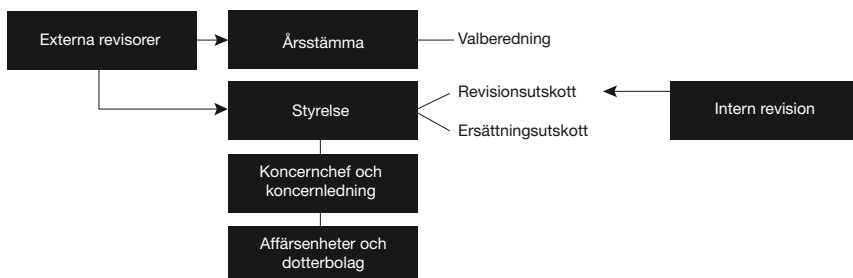 Externa revisorer
Årsstämma
Valberedning
Styrelse
Revisionsutskott
Ersättningsutskott
Intern revision
Koncernchef och
koncernledning
Affärsenheter och
dotterbolag